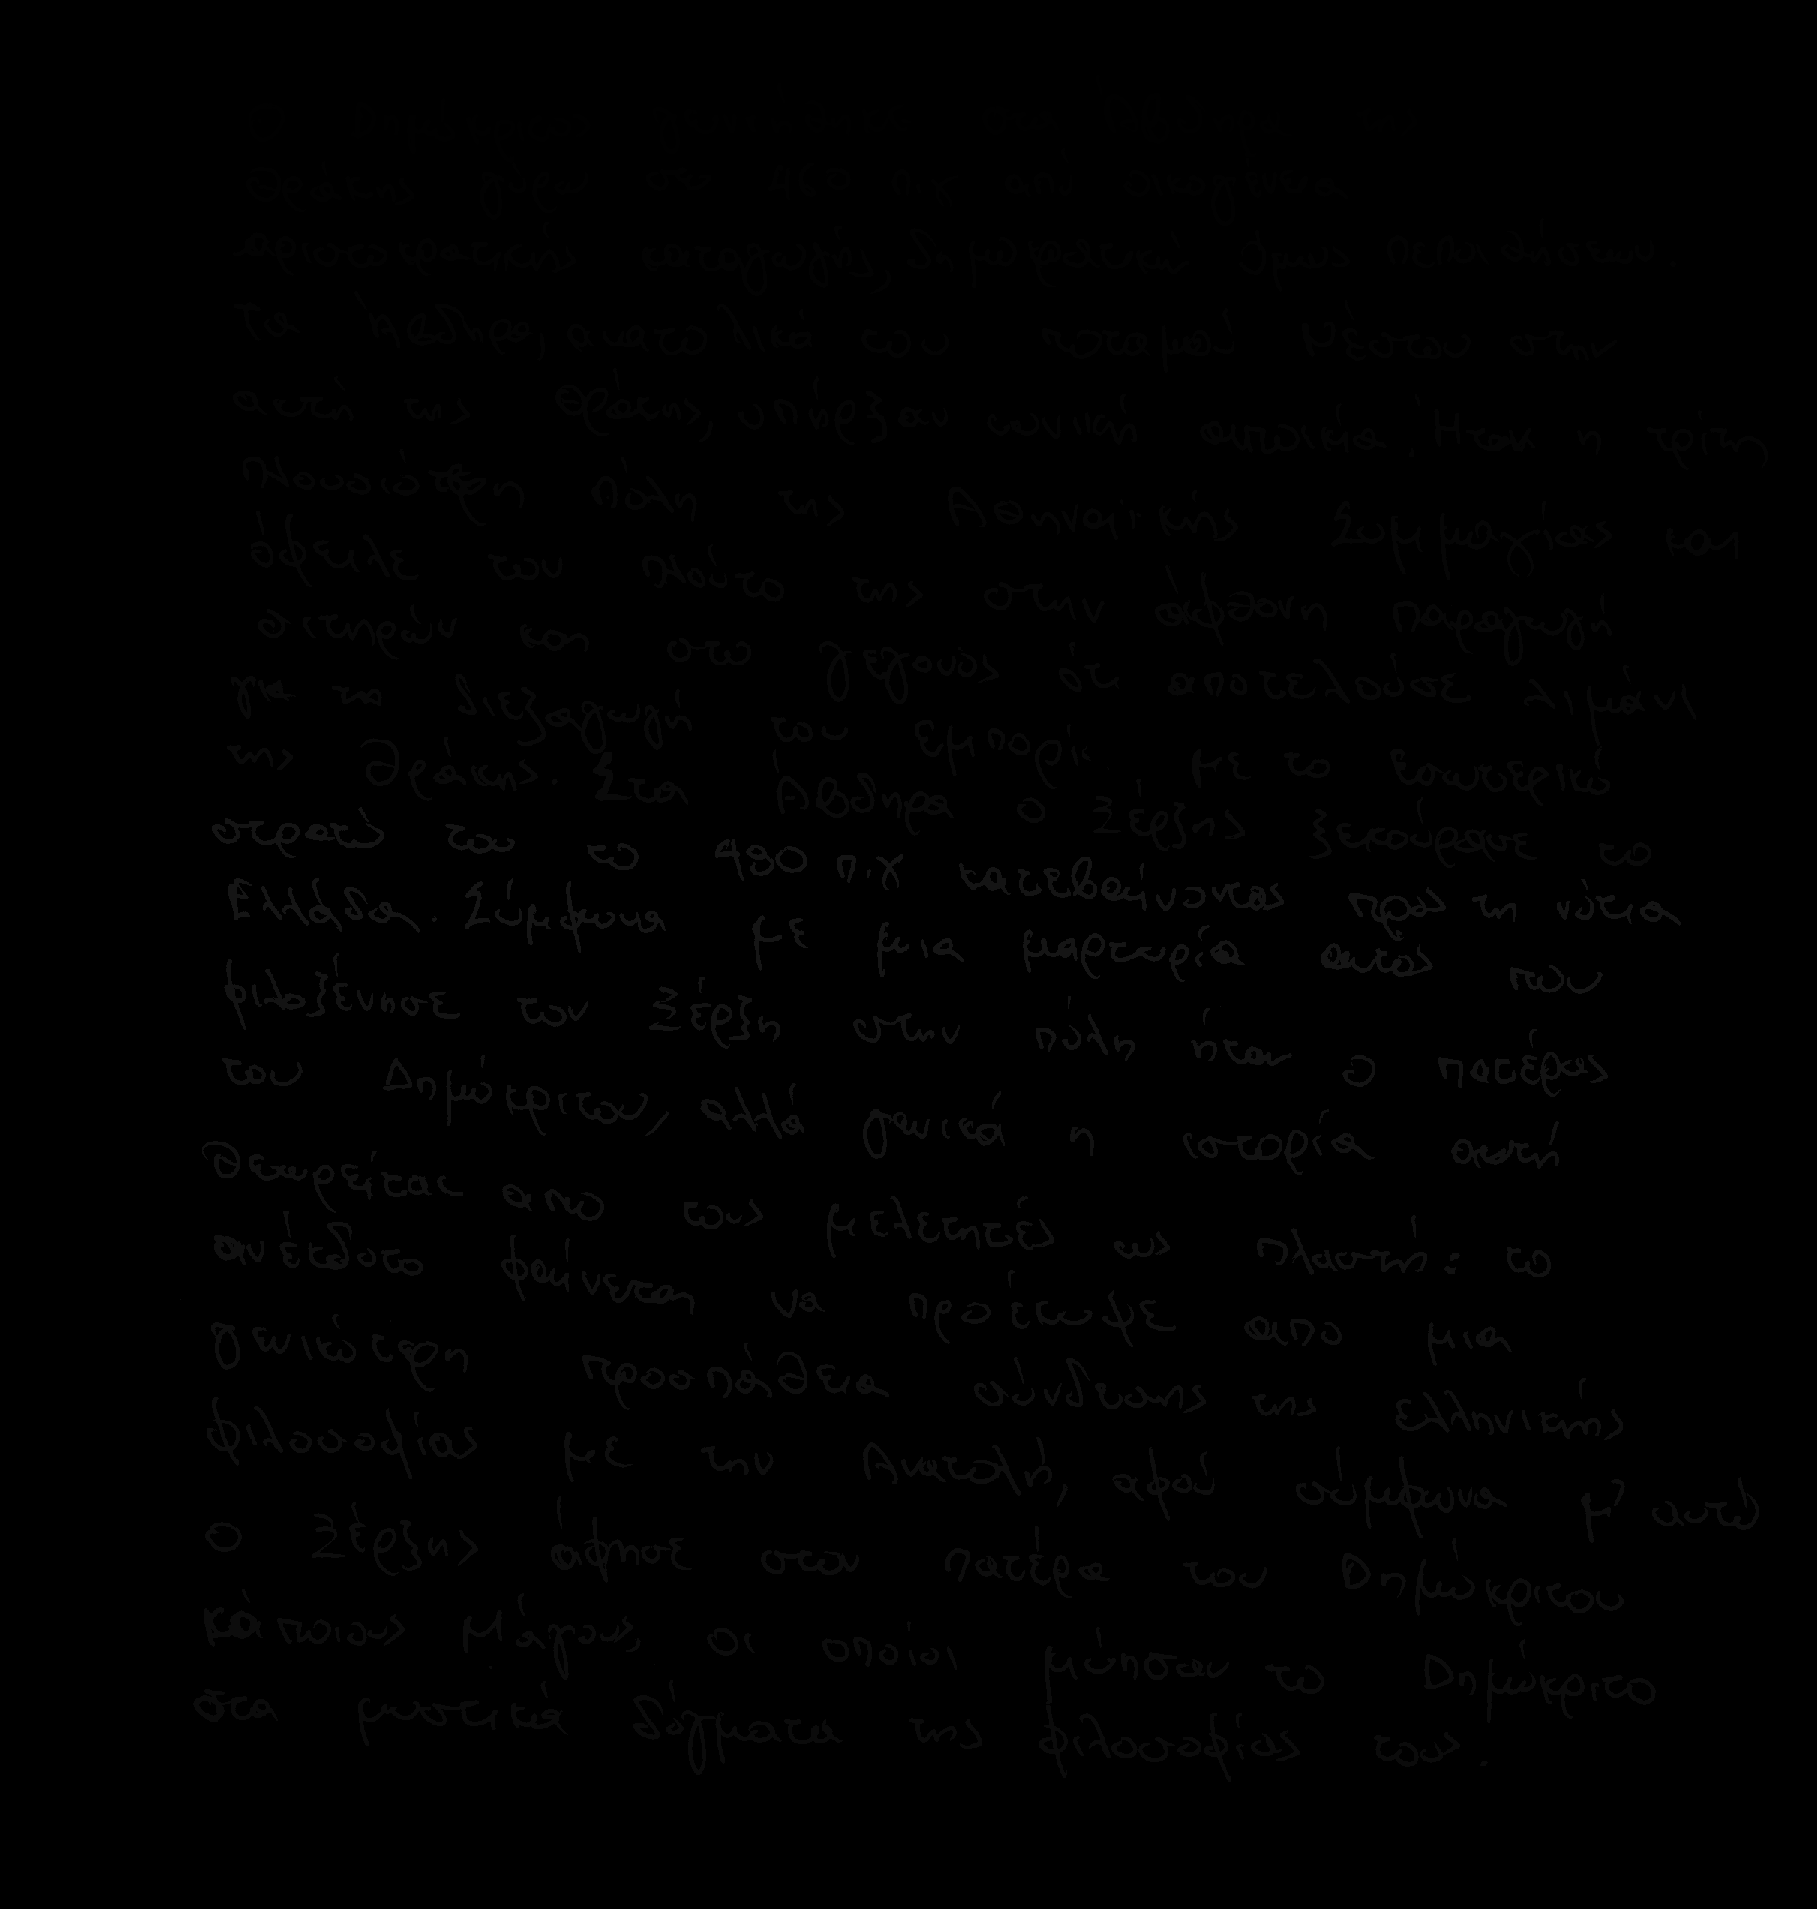 Ο Δημόκριτος γεννήθηκε στα Άβδηρα της
Θράκης γύρω σε 460 π.χ από οικογένεια
αριστοκρατικής καταγωγής, δημοκρατικών όμως πεποιθήσεων.
Τα Άβδηρα, ανατολικά του ποταμού Νέστου στην
ακτή της Θράκης, υπήρξαν ιωνική αποικία. Ήταν η τρίτη
πλουσιότερη πόλη της Αθηναϊκής Συμμαχίας και
όφειλε τον πλούτο της στην άφθονη παραγωγή
σιτηρών και στο γεγονός ότι αποτελούσε λιμάνι
για τη διεξαγωγή του εμπορίου με το εσωτερικό
της Θράκης. Στα Άβδηρα ο Ξέρξης ξεκούρασε το
στρατό του το 480 π.χ κατεβαίνοντας προς τη νότια
Ελλάδα. Σύμφωνα με μια μαρτυρία αυτός που
φιλοξένησε τον Ξέρξη στην πόλη ήταν ο πατέρας
του Δημόκριτου, αλλά γενικά η ιστορία αυτή
θεωρείται απο τους μελετητές ως πλαστή: το
ανέκδοτο φαίνεται να προέκυψε απο μια
γενικότερη προσπάθεια σύνδεσης της ελληνικής
φιλοσοφίας με την Ανατολή, αφού σύμφωνα μ' αυτό
ο Ξέρξης άφησε στον πατέρα του Δημόκριτου
κάποιους Μάγους, οι οποίοι μύησαν το Δημόκριτο
στα μυστικά δόγματα της φιλοσοφίας τους.